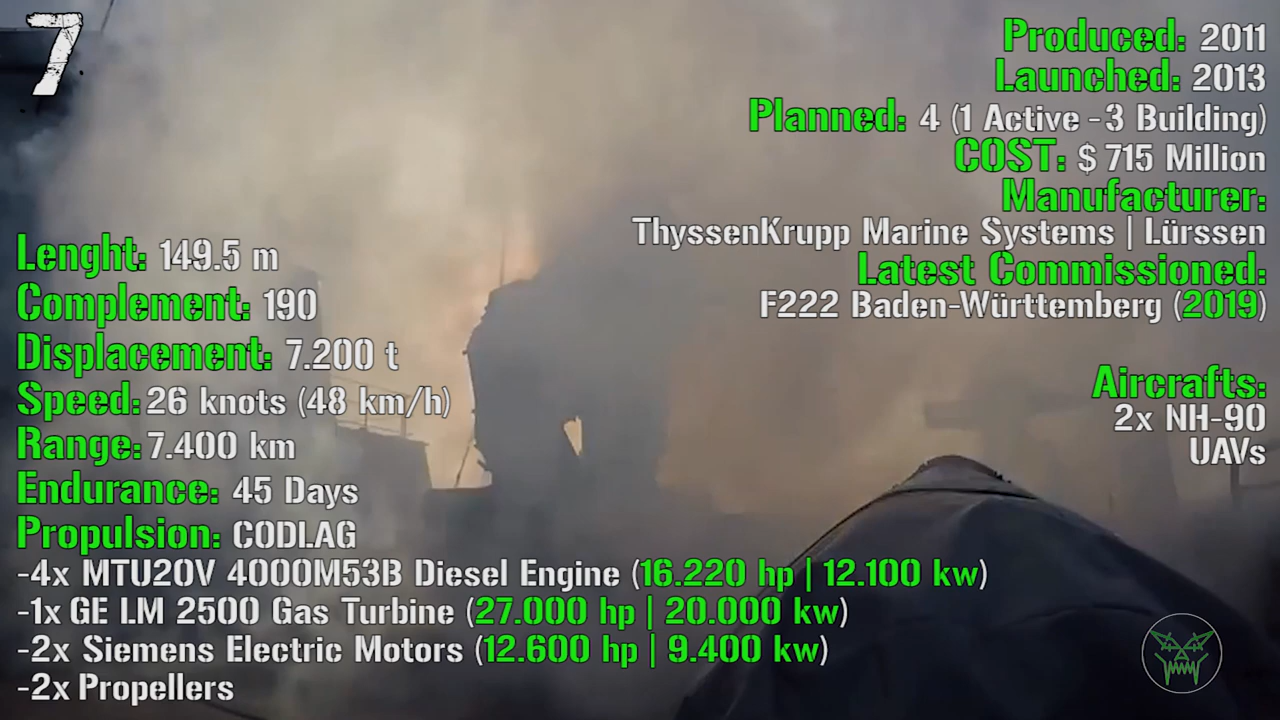 7
Produced: 2011
Launched: 2013
Planned: 4 (1 Active - 3 Building)
COST: $ 715 Million
Manufacturer:
ThyssenKrupp Marine Systems | Lürssen
Latest Commissioned:
F222 Baden-Württemberg (2019)
Aircrafts:
2x NH-90
UAVs
Lenght: 149.5 m
Complement: 190
Displacement: 7.200 t
Speed: 26 knots (48 km/h)
Range: 7.400 km
Endurance: 45 Days
Propulsion: CODLAG
-4x MTU20V 4000M53B Diesel Engine (16.220 hp | 12.100 kw)
-1x GE LM 2500 Gas Turbine (27.000 hp | 20.000 kw)
-2x Siemens Electric Motors (12.600 hp | 9.400 kw)
-2x Propellers